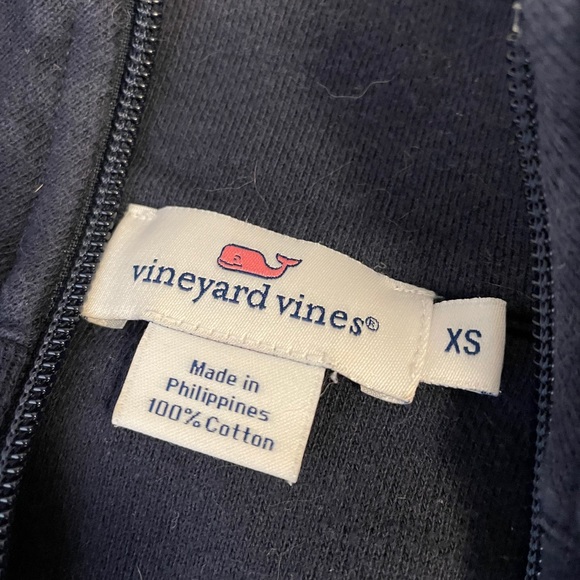 vineyard vines®
XS
Made in
Philippines
100% Cotton